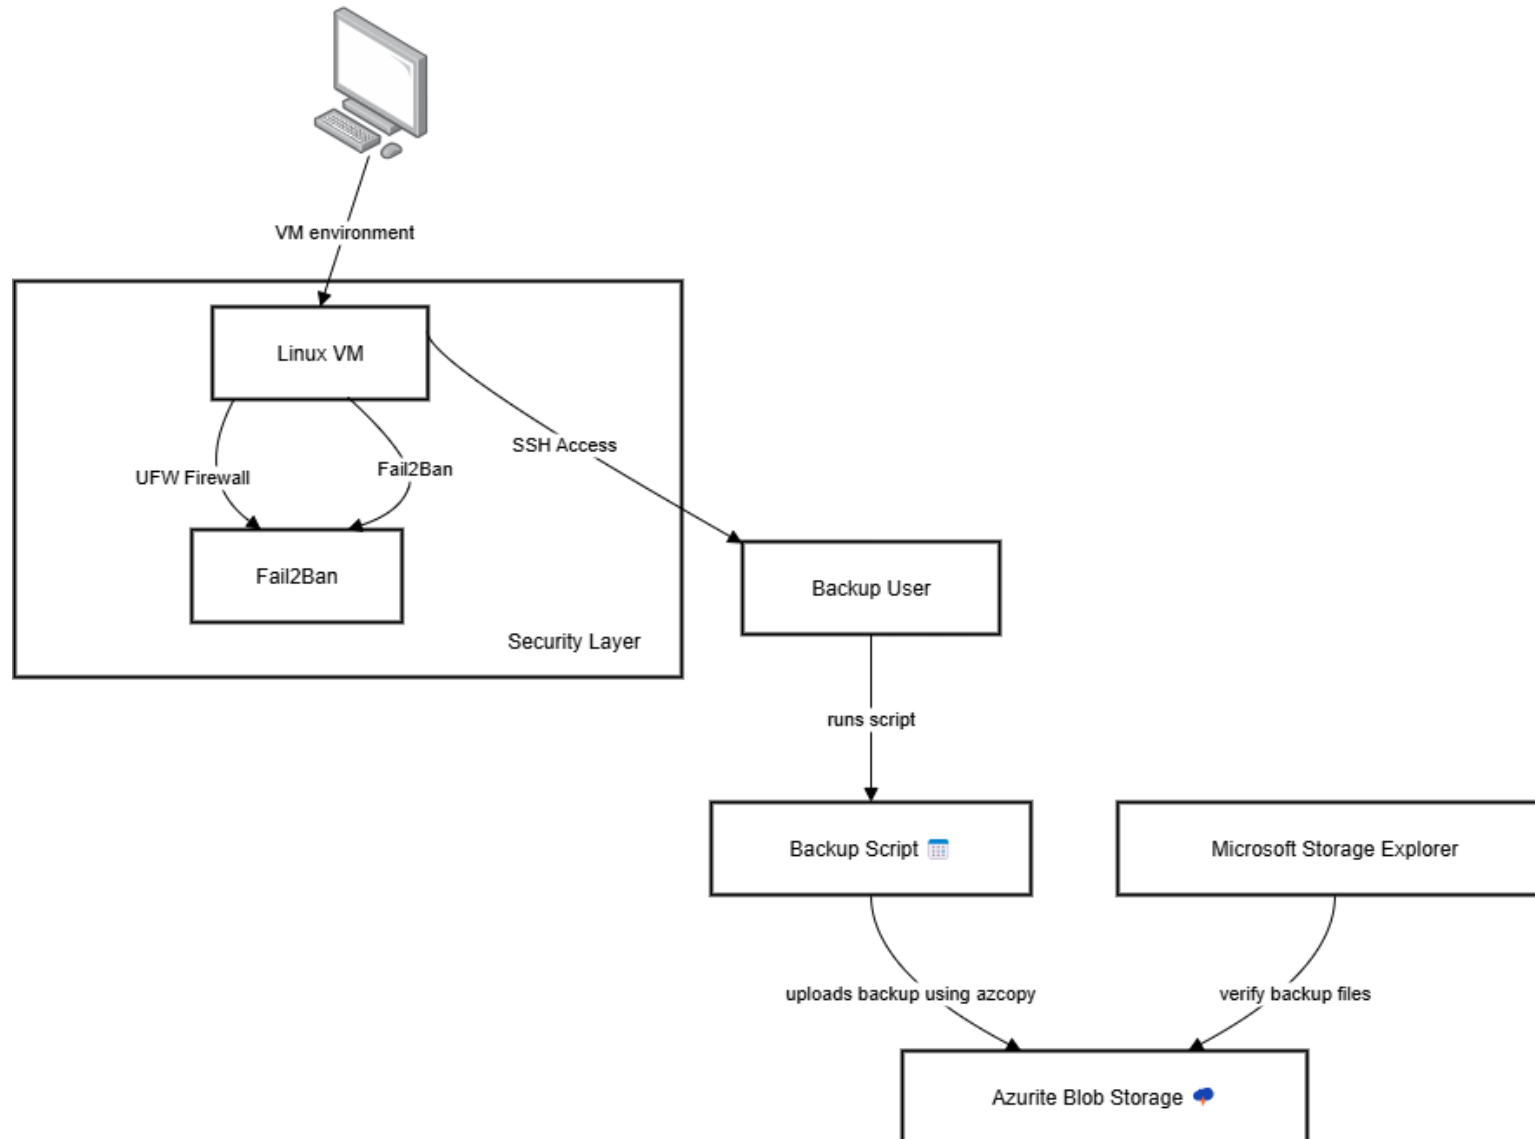 VM environment
Linux VM
SSH Access
UFW Firewall
Fail2Ban
Fail2Ban
Backup User
Security Layer
runs script
Backup Script
Microsoft Storage Explorer
uploads backup using azcopy
verify backup files
Azurite Blob Storage